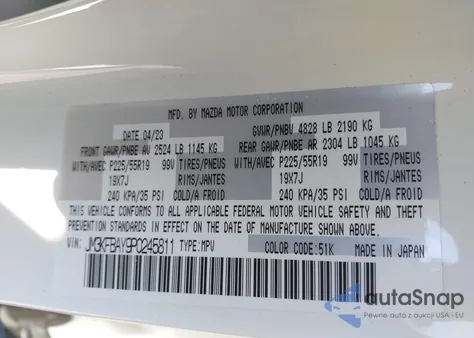 MFD. BY MAZDA MOTOR CORPORATION
DATE 04/23 GVWR/PNBV 4828 LB 2190 KG
FRONT GAWR/PNBE AV 2524 LB 1145 KG REAR GAWR/PNBE AR 2304 LB 1045 KG
WITH/AVEC P225/55R19 99V TIRES/PNEUS WITH/AVEC P225/55R19 99V TIRES/PNEUS
19X7J RIMS/JANTES 19X7J RIMS/JANTES
240 KPA/35 PSI COLD/A FROID 240 KPA/35 PSI COLD/A FROID
THIS VEHICLE CONFORMS TO ALL APPLICABLE FEDERAL MOTOR VEHICLE SAFETY AND THEFT
PREVENTION STANDARDS IN EFFECT ON THE DATE OF MANUFACTURE SHOWN ABOVE.
VIN: JM3KFBAY9P0245811 TYPE: MPV COLOR CODE: 51K MADE IN JAPAN
autoSnap
Pewne auta z aukcji USA i EU